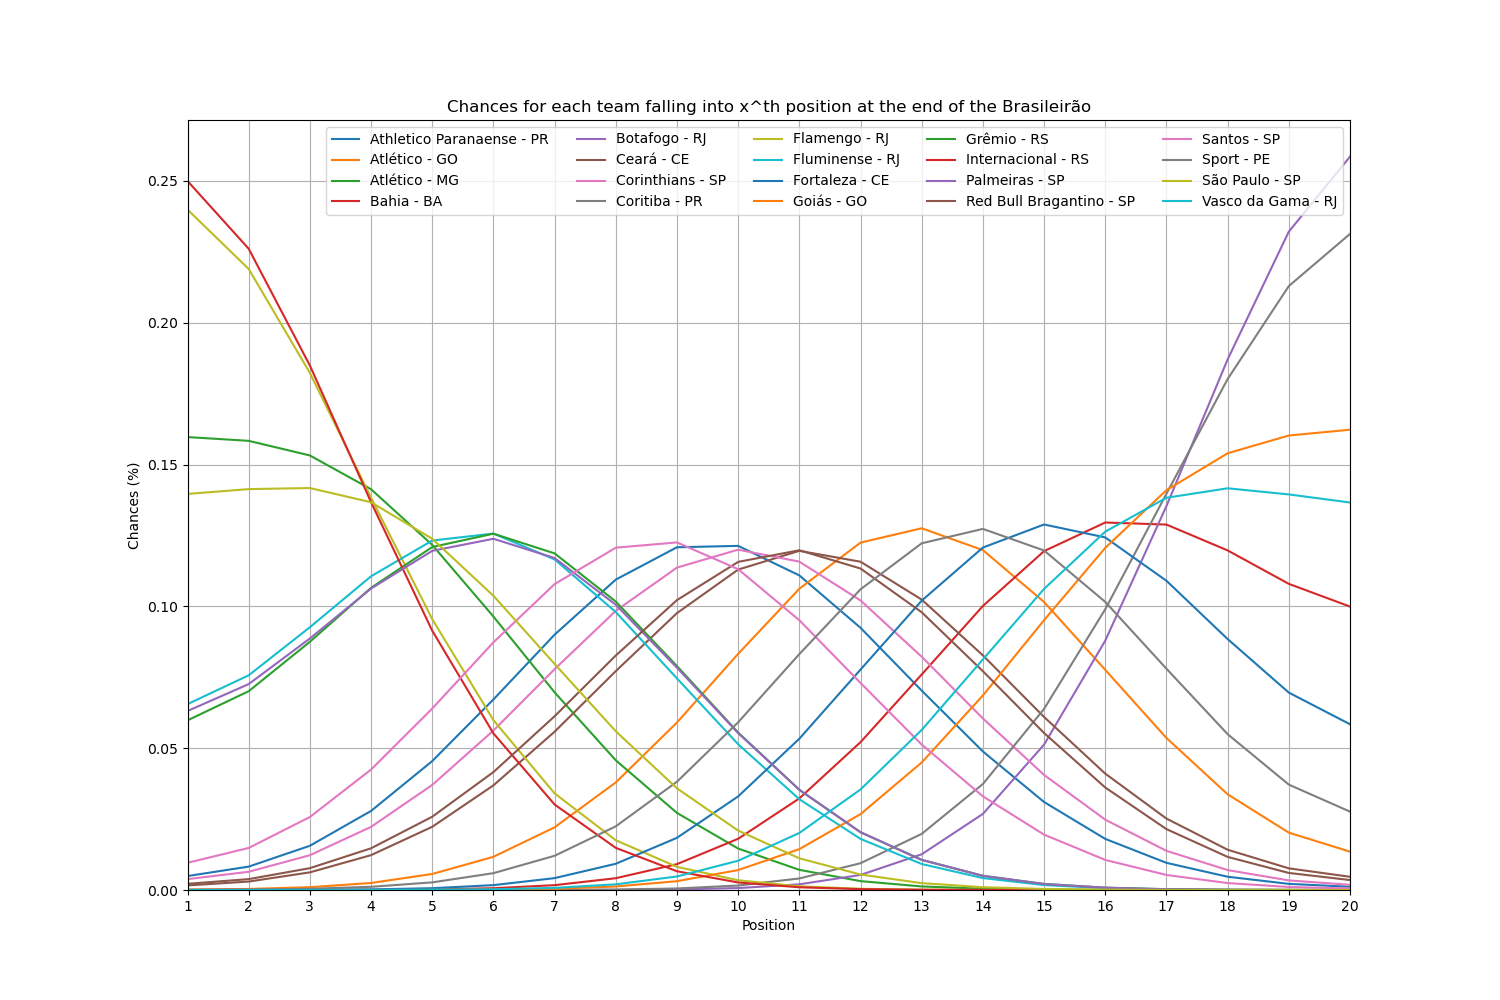 Chances for each team falling into x^th position at the end of the Brasileirão
Athletico Paranaense - PR
Atlético - GO
Atlético - MG
Bahia - BA
Botafogo - RJ
Ceará - CE
Corinthians - SP
Coritiba - PR
Flamengo - RJ
Fluminense - RJ
Fortaleza - CE
Goiás - GO
Grêmio - RS
Internacional - RS
Palmeiras - SP
Red Bull Bragantino - SP
Santos - SP
Sport - PE
São Paulo - SP
Vasco da Gama - RJ
Chances (%)
0.25
0.20
0.15
0.10
0.05
0.00
1 2 3 4 5 6 7 8 9 10 11 12 13 14 15 16 17 18 19 20
Position